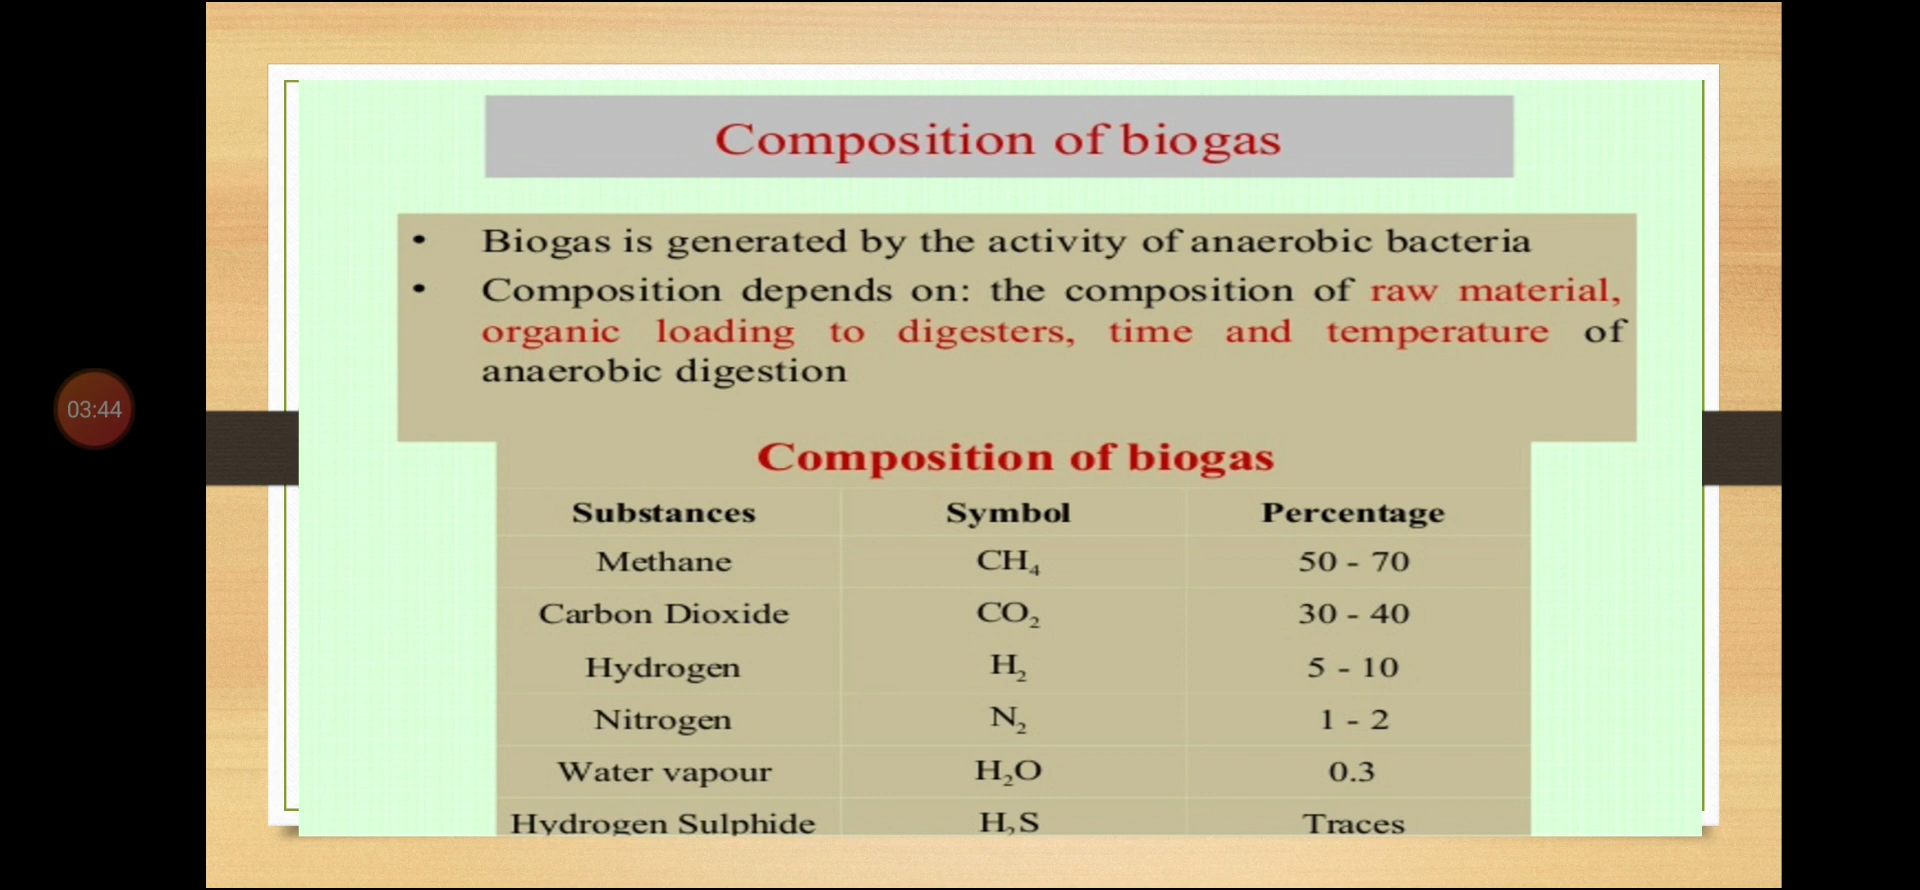 Composition of biogas
• Biogas is generated by the activity of anaerobic bacteria
• Composition depends on: the composition of raw material,
organic loading to digesters, time and temperature of
anaerobic digestion
03:44
Composition of biogas
Substances Symbol Percentage
Methane CH₄ 50 - 70
Carbon Dioxide CO₂ 30 - 40
Hydrogen H₂ 5 - 10
Nitrogen N₂ 1 - 2
Water vapour H₂O 0.3
Hydrogen Sulphide H₂S Traces